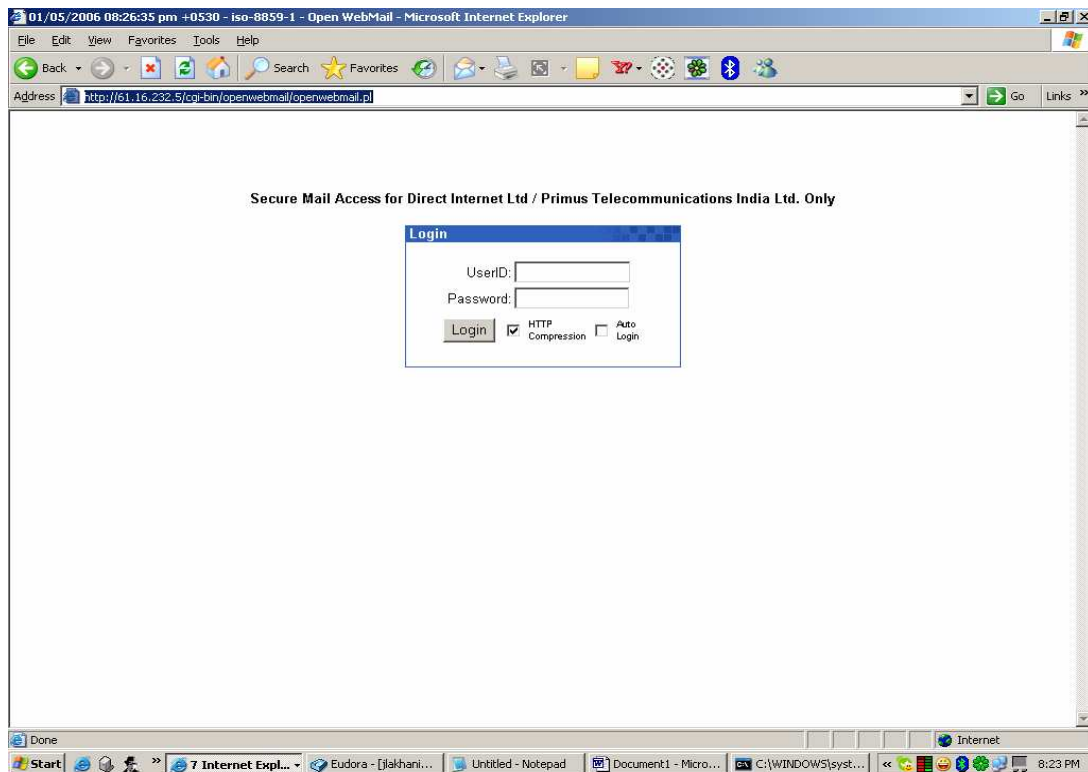 01/05/2006 08:26:35 pm +0530 - iso-8859-1 - Open WebMail - Microsoft Internet Explorer
File Edit View Favorites Tools Help
Back Search Favorites
Address http://61.16.232.5/cgi-bin/openwebmail/openwebmail.pl Go Links »
Secure Mail Access for Direct Internet Ltd / Primus Telecommunications India Ltd. Only
Login
UserID:
Password:
Login HTTP Compression Auto Login
Done Internet
Start » 7 Internet Expl... Eudora - [jlakhani... Untitled - Notepad Document1 - Micro... C:\WINDOWS\syst... « 8:23 PM